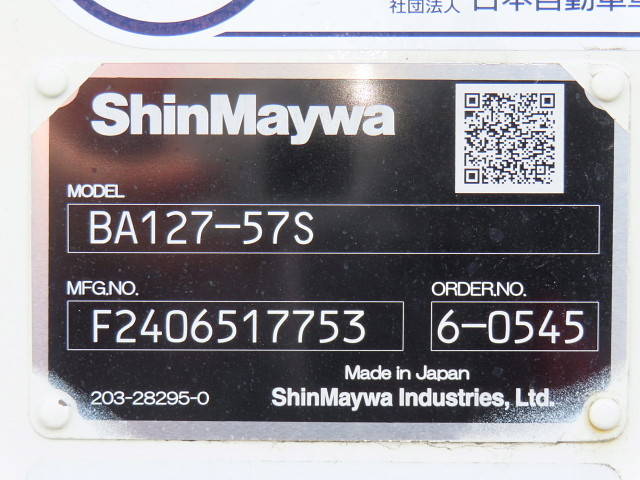 社団法人 日本自動車車
ShinMaywa
MODEL
BA127-57S
MFG.NO.
ORDER.NO.
F2406517753
6-0545
Made in Japan
203-28295-0
ShinMaywa Industries, Ltd.